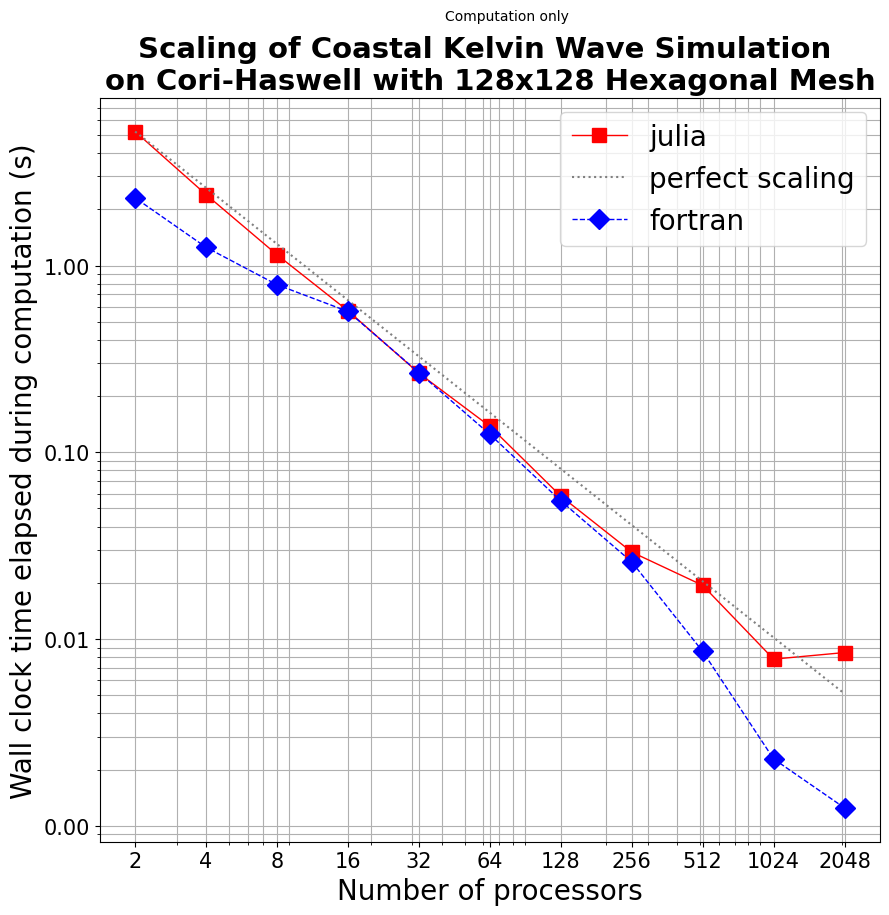 Computation only
Scaling of Coastal Kelvin Wave Simulation
on Cori-Haswell with 128x128 Hexagonal Mesh
julia
perfect scaling
fortran
Wall clock time elapsed during computation (s)
1.00
0.10
0.01
0.00
2 4 8 16 32 64 128 256 512 1024 2048
Number of processors